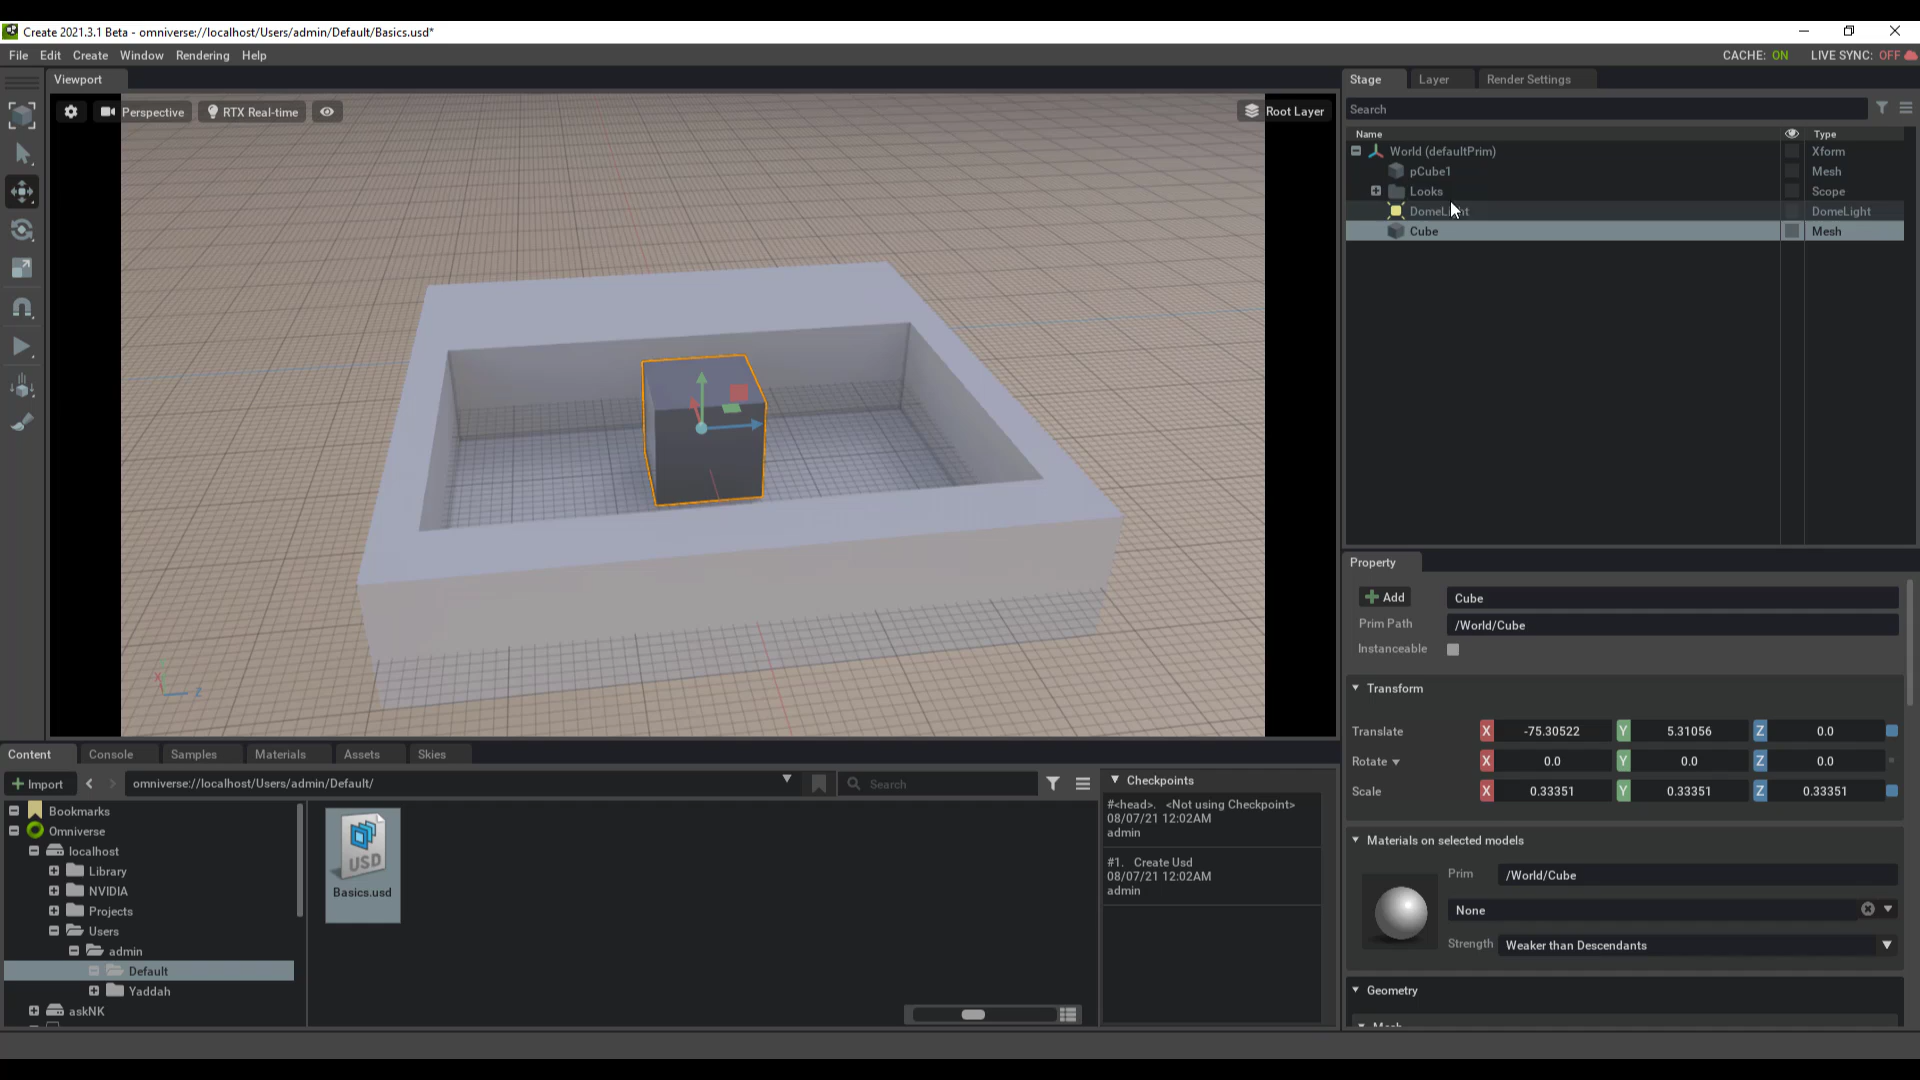 Create 2021.3.1 Beta - omniverse://localhost/Users/admin/Default/Basics.usd*
File Edit Create Window Rendering Help
CACHE: ON LIVE SYNC: OFF
Viewport
Perspective RTX Real-time
Root Layer
X Z
Stage Layer Render Settings
Search
Name Type
World (defaultPrim) Xform
pCube1 Mesh
Looks Scope
DomeLight DomeLight
Cube Mesh
Property
Add Cube
Prim Path /World/Cube
Instanceable
Transform
Translate X -75.30522 Y 5.31056 Z 0.0
Rotate X 0.0 Y 0.0 Z 0.0
Scale X 0.33351 Y 0.33351 Z 0.33351
Materials on selected models
Prim /World/Cube
None
Strength Weaker than Descendants
Geometry
Mesh
Content Console Samples Materials Assets Skies
Import omniverse://localhost/Users/admin/Default/ Search
Bookmarks
Omniverse
localhost
Library
NVIDIA
Projects
Users
admin
Default
Yaddah
askNK
USD
Basics.usd
Checkpoints
#<head>. <Not using Checkpoint>
08/07/21 12:02AM
admin
#1. Create Usd
08/07/21 12:02AM
admin